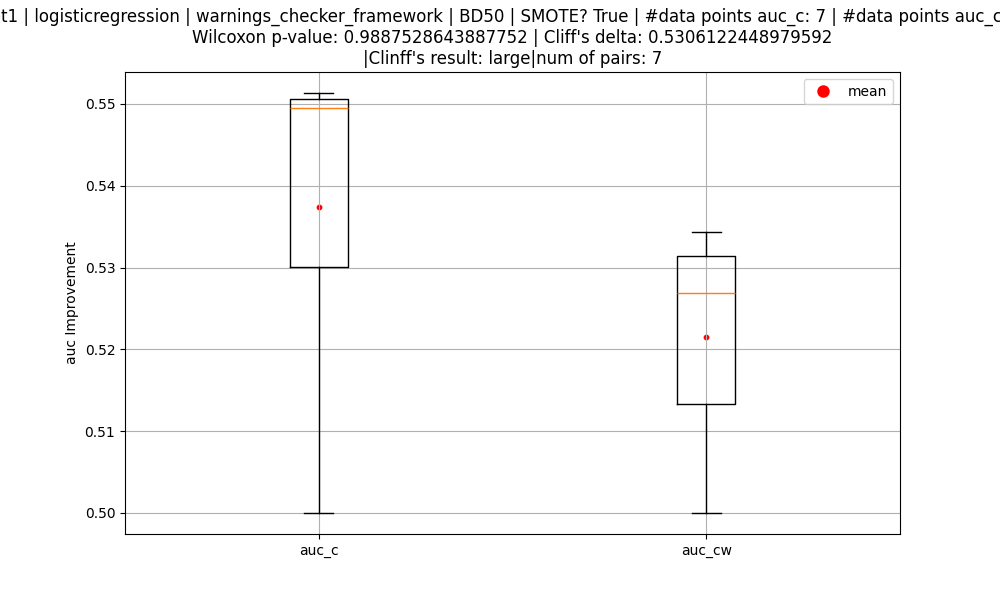 t1 | logisticregression | warnings_checker_framework | BD50 | SMOTE? True | #data points auc_c: 7 | #data points auc_c
Wilcoxon p-value: 0.9887528643887752 | Cliff's delta: 0.5306122448979592
|Clinff's result: large|num of pairs: 7
mean
0.55
0.54
0.53
0.52
0.51
0.50
auc Improvement
auc_c
auc_cw